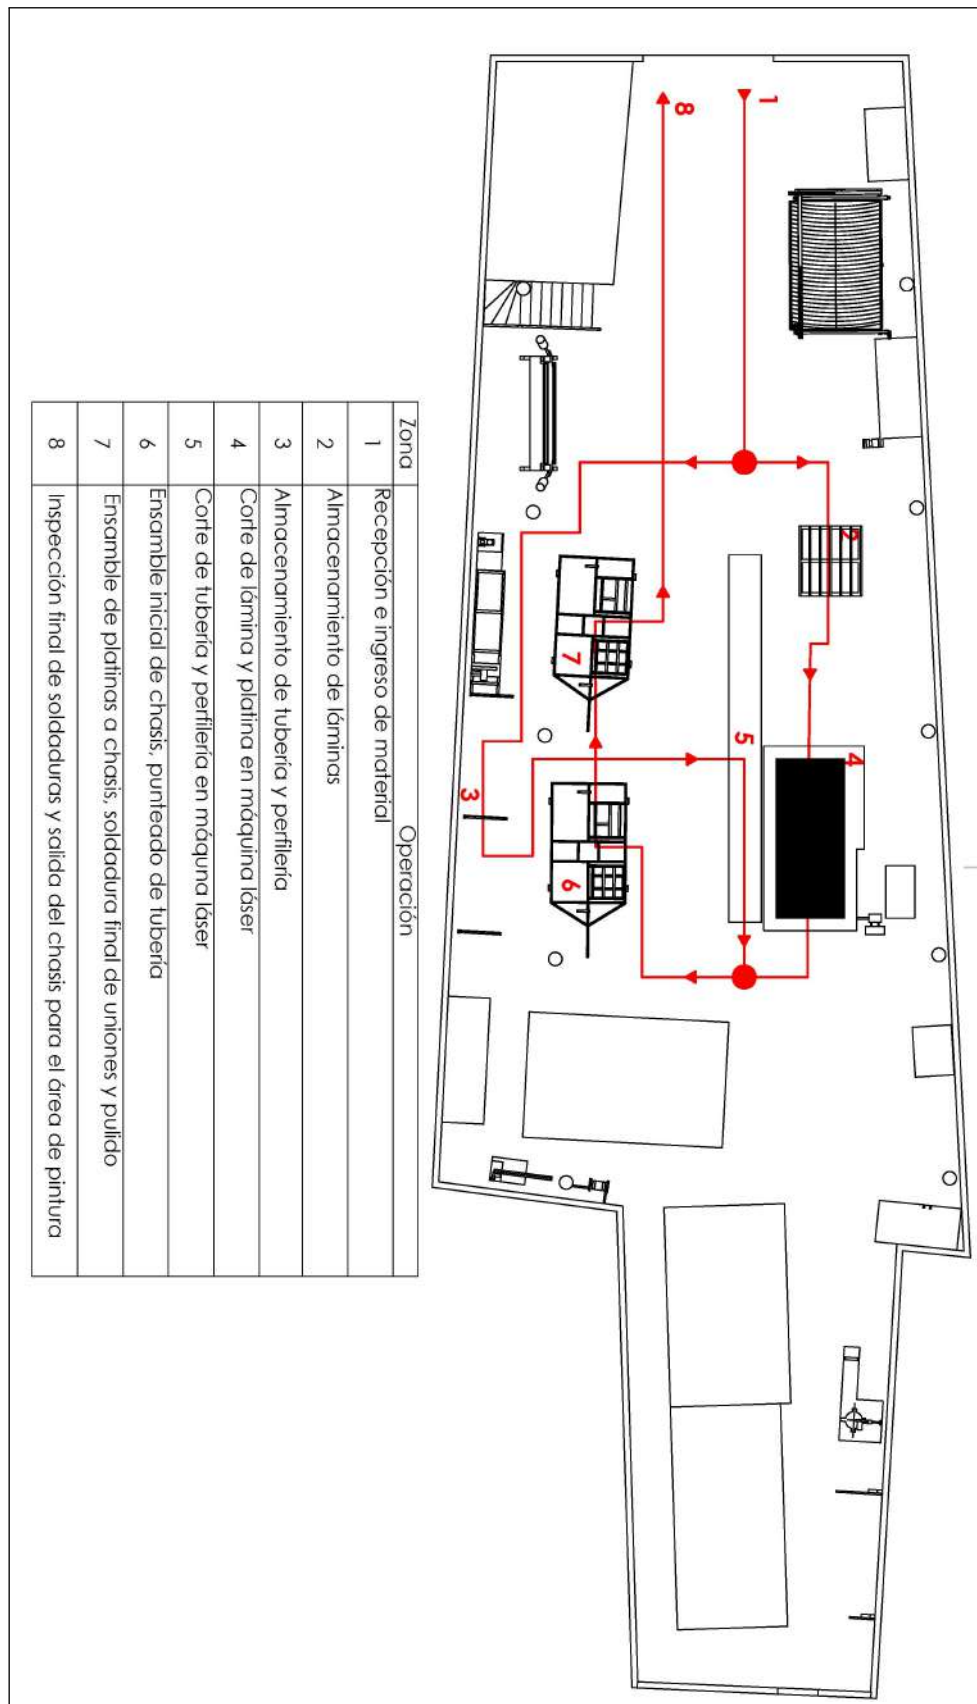 1
8
2
4
5
7
3
6
Zona Operación
1 Recepción e ingreso de material
2 Almacenamiento de láminas
3 Almacenamiento de tubería y perfilería
4 Corte de lámina y platina en máquina láser
5 Corte de tubería y perfilería en máquna láser
6 Ensamble inicial de chasis, punteado de tubería
7 Ensamble de platinas a chasis, soldadura final de uniones y pulido
8 Inspección final de soldaduras y salida del chasis para el área de pintura